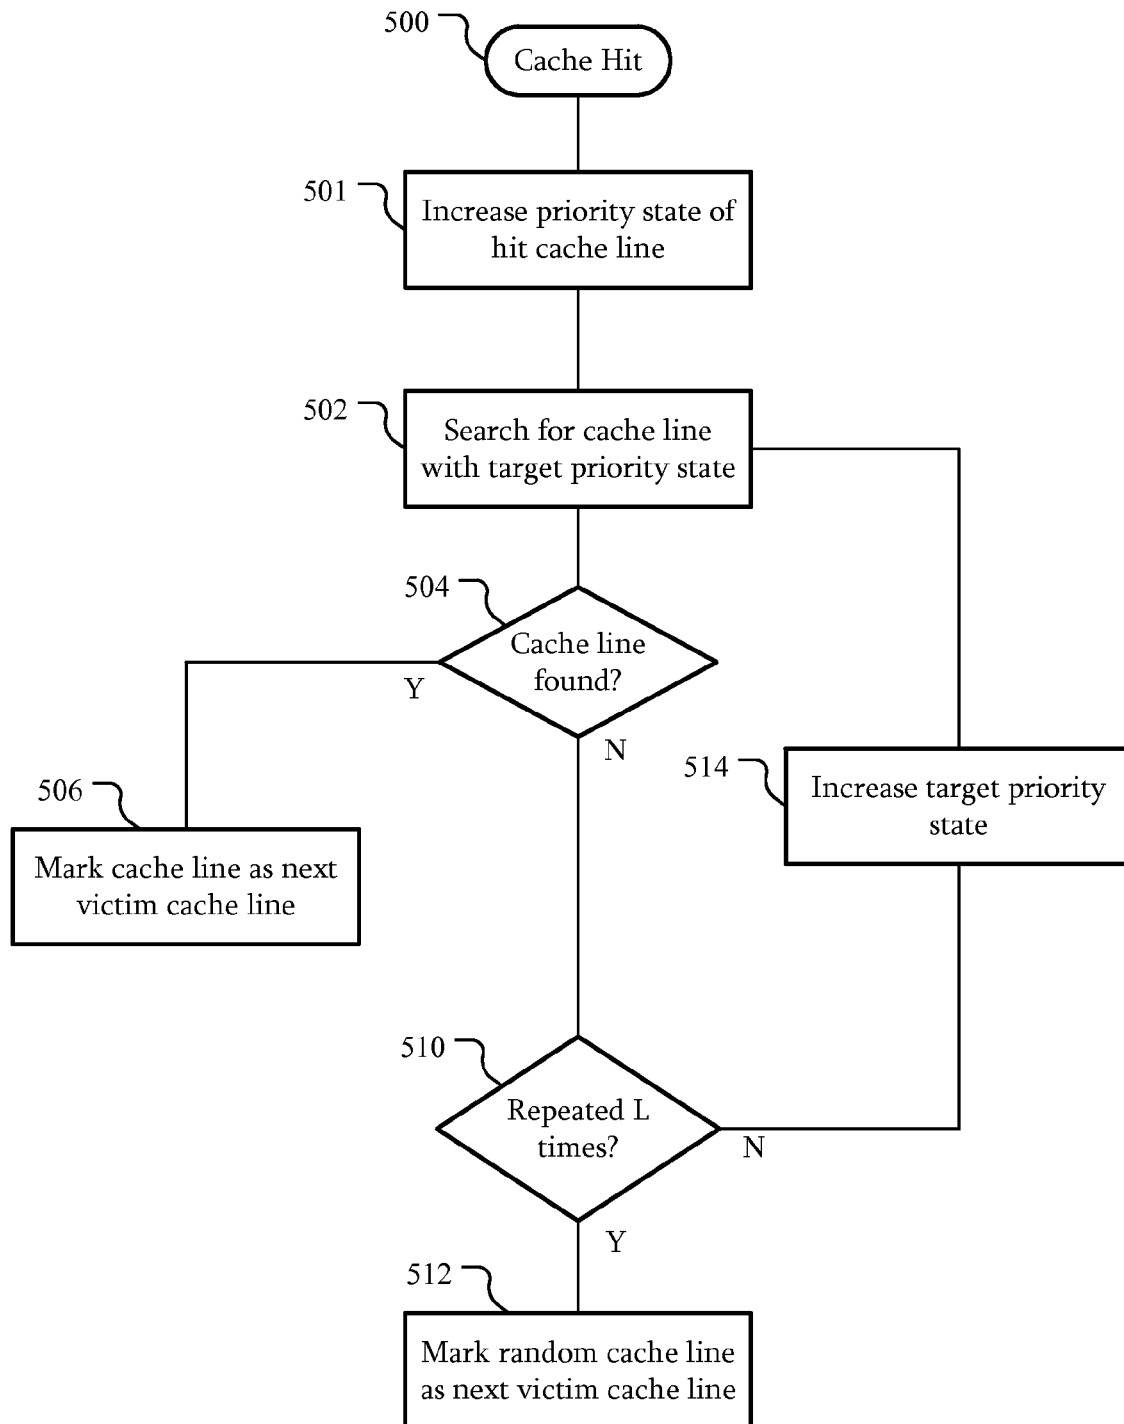 500
Cache Hit
501
Increase priority state of
hit cache line
502
Search for cache line
with target priority state
504
Cache line
found?
Y
N
506
Mark cache line as next
victim cache line
514
Increase target priority
state
510
Repeated L
times?
N
Y
512
Mark random cache line
as next victim cache line